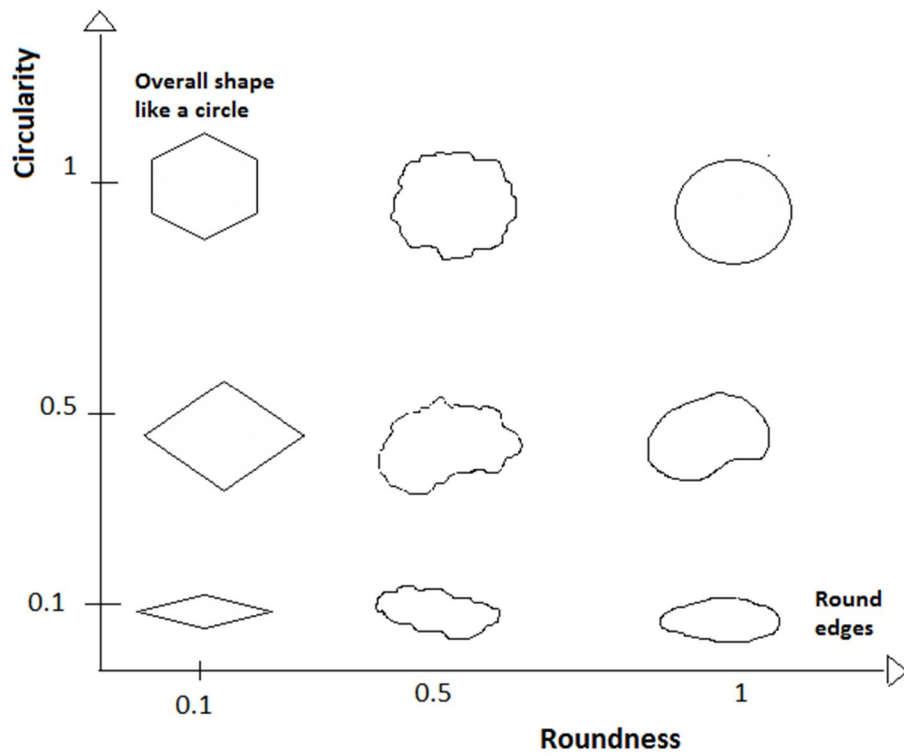 Circularity
Overall shape
like a circle
1
0.5
0.1
Round
edges
0.1
0.5
1
Roundness